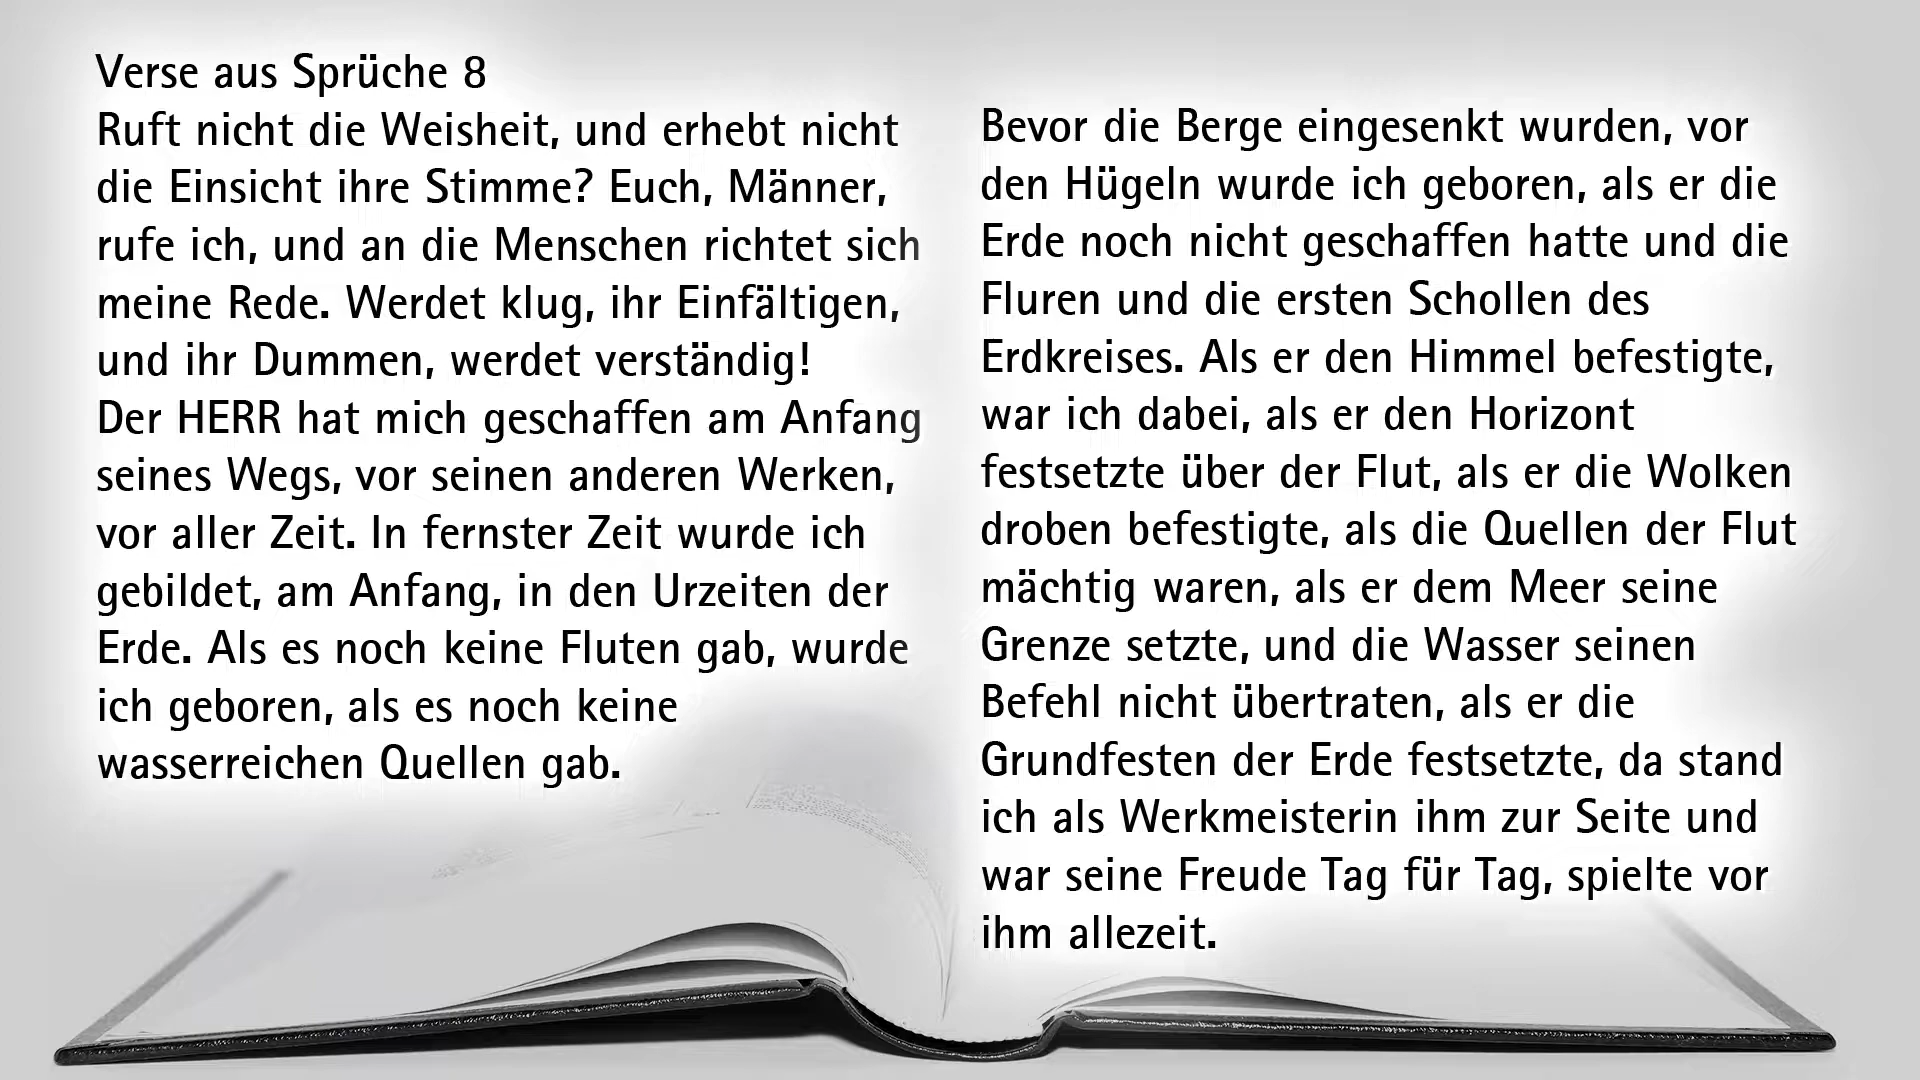 Verse aus Sprüche 8
Ruft nicht die Weisheit, und erhebt nicht
die Einsicht ihre Stimme? Euch, Männer,
rufe ich, und an die Menschen richtet sich
meine Rede. Werdet klug, ihr Einfältigen,
und ihr Dummen, werdet verständig!
Der HERR hat mich geschaffen am Anfang
seines Wegs, vor seinen anderen Werken,
vor aller Zeit. In fernster Zeit wurde ich
gebildet, am Anfang, in den Urzeiten der
Erde. Als es noch keine Fluten gab, wurde
ich geboren, als es noch keine
wasserreichen Quellen gab.
Bevor die Berge eingesenkt wurden, vor
den Hügeln wurde ich geboren, als er die
Erde noch nicht geschaffen hatte und die
Fluren und die ersten Schollen des
Erdkreises. Als er den Himmel befestigte,
war ich dabei, als er den Horizont
festsetzte über der Flut, als er die Wolken
droben befestigte, als die Quellen der Flut
mächtig waren, als er dem Meer seine
Grenze setzte, und die Wasser seinen
Befehl nicht übertraten, als er die
Grundfesten der Erde festsetzte, da stand
ich als Werkmeisterin ihm zur Seite und
war seine Freude Tag für Tag, spielte vor
ihm allezeit.